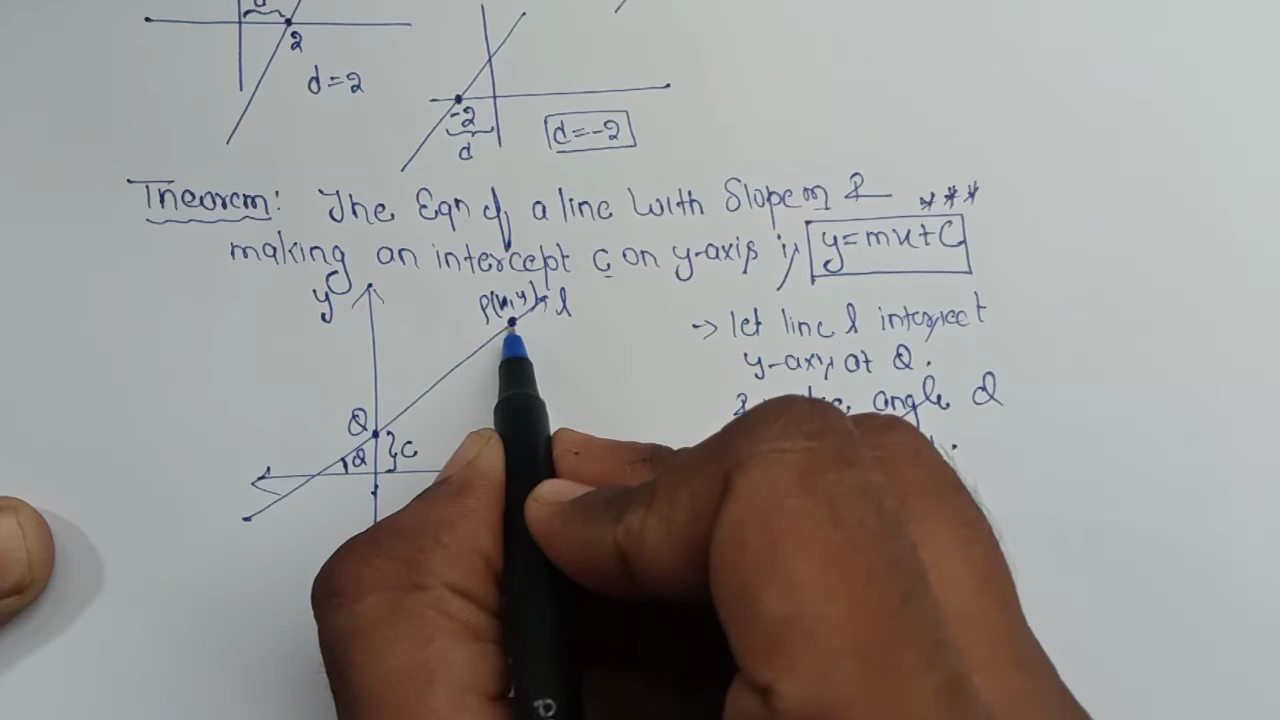 d
2
d=2
-2
d
d=-2
Theorem: The Eqn of a line with Slope m &
making an intercept c on y-axis is y=mx+c
***
y
P(x,y)
l
Q
c
→ let line l intersect
y-axis at Q.
& angle α